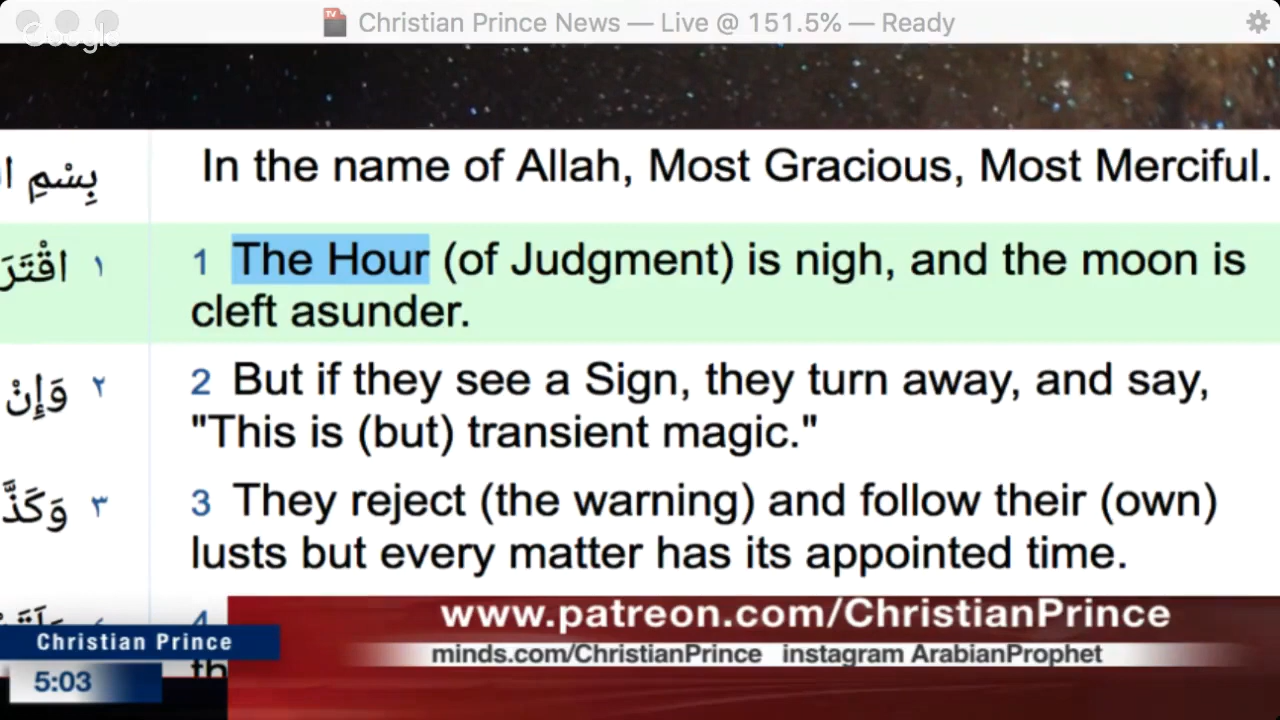 Christian Prince News — Live @ 151.5% — Ready
Google
بِسْمِ
In the name of Allah, Most Gracious, Most Merciful.
١
1 The Hour (of Judgment) is nigh, and the moon is
cleft asunder.
٢ وَإِنْ
2 But if they see a Sign, they turn away, and say,
"This is (but) transient magic."
٣
3 They reject (the warning) and follow their (own)
lusts but every matter has its appointed time.
4
www.patreon.com/ChristianPrince
Christian Prince
minds.com/ChristianPrince instagram ArabianProphet
5:03